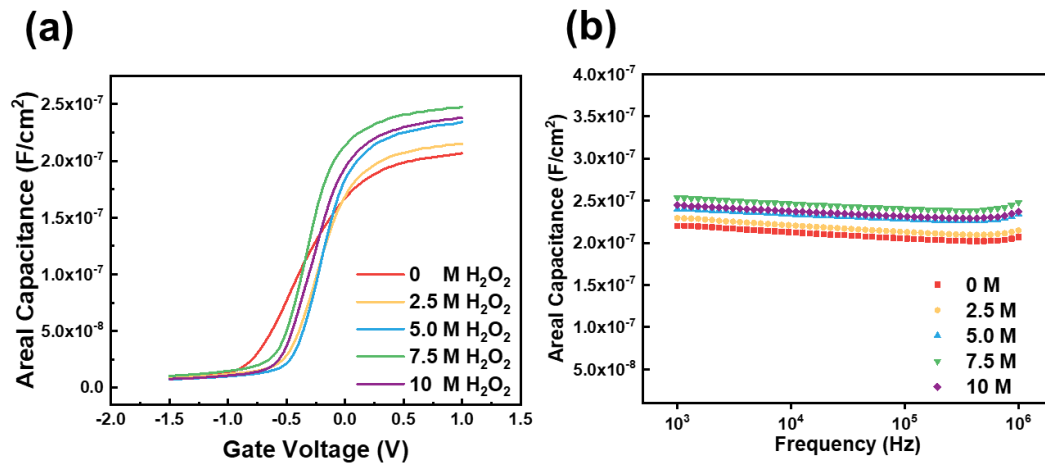 (a)
Areal Capacitance (F/cm²)
2.5x10⁻⁷
2.0x10⁻⁷
1.5x10⁻⁷
1.0x10⁻⁷
5.0x10⁻⁸
0.0
-2.0 -1.5 -1.0 -0.5 0.0 0.5 1.0 1.5
Gate Voltage (V)
0 M H₂O₂
2.5 M H₂O₂
5.0 M H₂O₂
7.5 M H₂O₂
10 M H₂O₂
(b)
Areal Capacitance (F/cm²)
4.0x10⁻⁷
3.5x10⁻⁷
3.0x10⁻⁷
2.5x10⁻⁷
2.0x10⁻⁷
1.5x10⁻⁷
1.0x10⁻⁷
5.0x10⁻⁸
10³ 10⁴ 10⁵ 10⁶
Frequency (Hz)
0 M
2.5 M
5.0 M
7.5 M
10 M